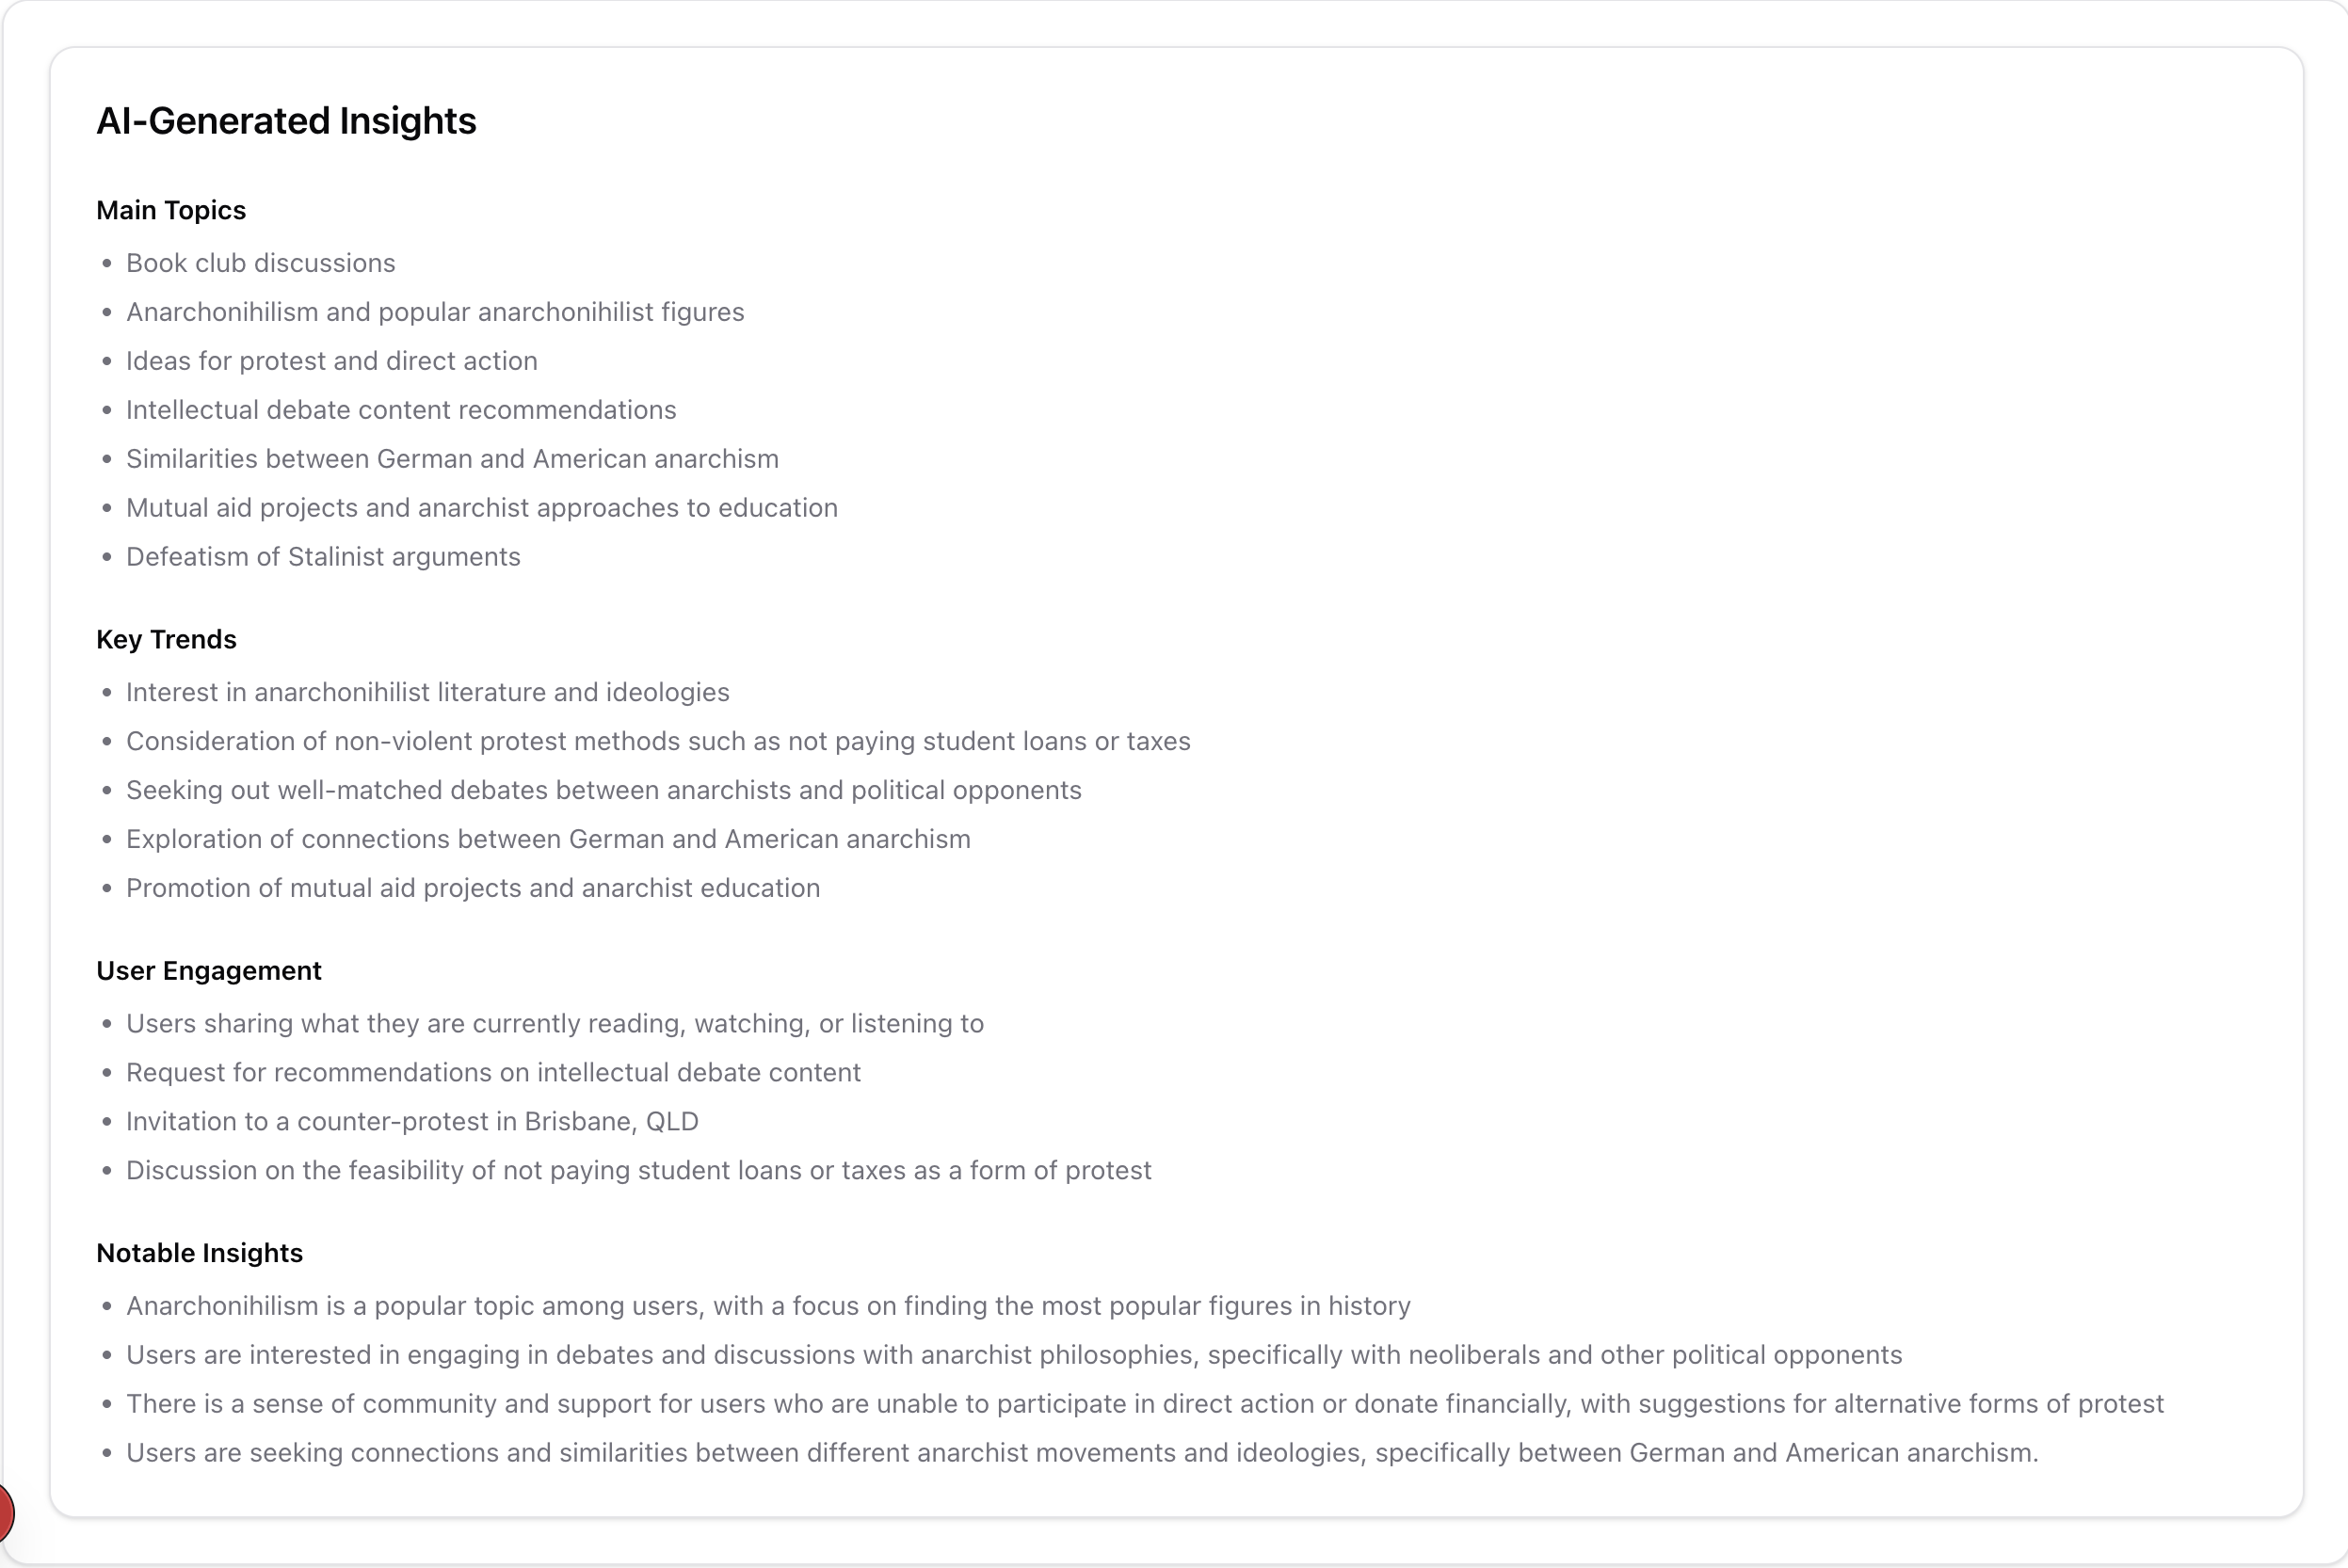 AI-Generated Insights
Main Topics
• Book club discussions
• Anarchonihilism and popular anarchonihilist figures
• Ideas for protest and direct action
• Intellectual debate content recommendations
• Similarities between German and American anarchism
• Mutual aid projects and anarchist approaches to education
• Defeatism of Stalinist arguments
Key Trends
• Interest in anarchonihilist literature and ideologies
• Consideration of non-violent protest methods such as not paying student loans or taxes
• Seeking out well-matched debates between anarchists and political opponents
• Exploration of connections between German and American anarchism
• Promotion of mutual aid projects and anarchist education
User Engagement
• Users sharing what they are currently reading, watching, or listening to
• Request for recommendations on intellectual debate content
• Invitation to a counter-protest in Brisbane, QLD
• Discussion on the feasibility of not paying student loans or taxes as a form of protest
Notable Insights
• Anarchonihilism is a popular topic among users, with a focus on finding the most popular figures in history
• Users are interested in engaging in debates and discussions with anarchist philosophies, specifically with neoliberals and other political opponents
• There is a sense of community and support for users who are unable to participate in direct action or donate financially, with suggestions for alternative forms of protest
• Users are seeking connections and similarities between different anarchist movements and ideologies, specifically between German and American anarchism.